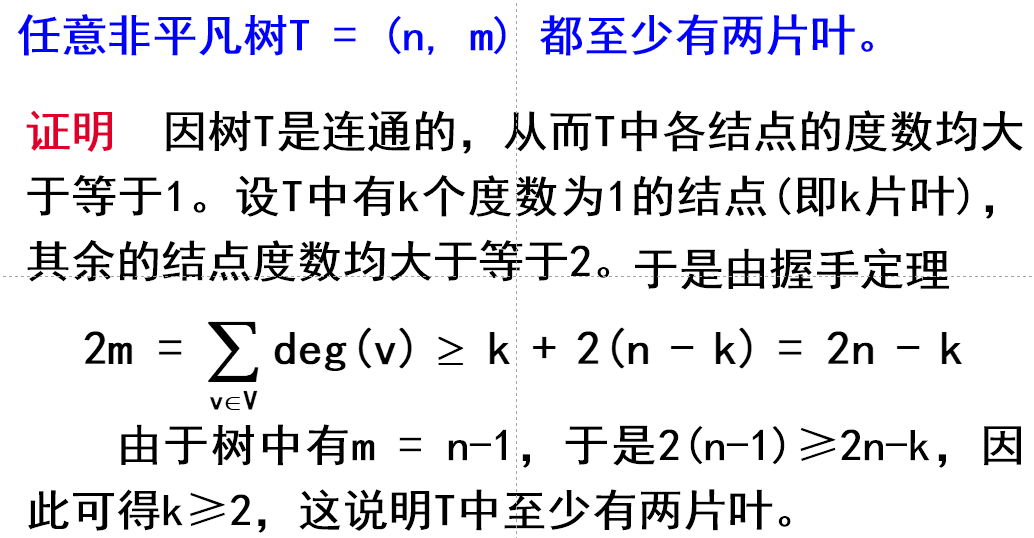 任意非平凡树T = (n, m) 都至少有两片叶。
证明 因树T是连通的，从而T中各结点的度数均大
于等于1。设T中有k个度数为1的结点(即k片叶)，
其余的结点度数均大于等于2。于是由握手定理
2m = ∑ deg(v) ≥ k + 2(n - k) = 2n - k
v∈V
由于树中有m = n-1，于是2(n-1)≥2n-k，因
此可得k≥2，这说明T中至少有两片叶。